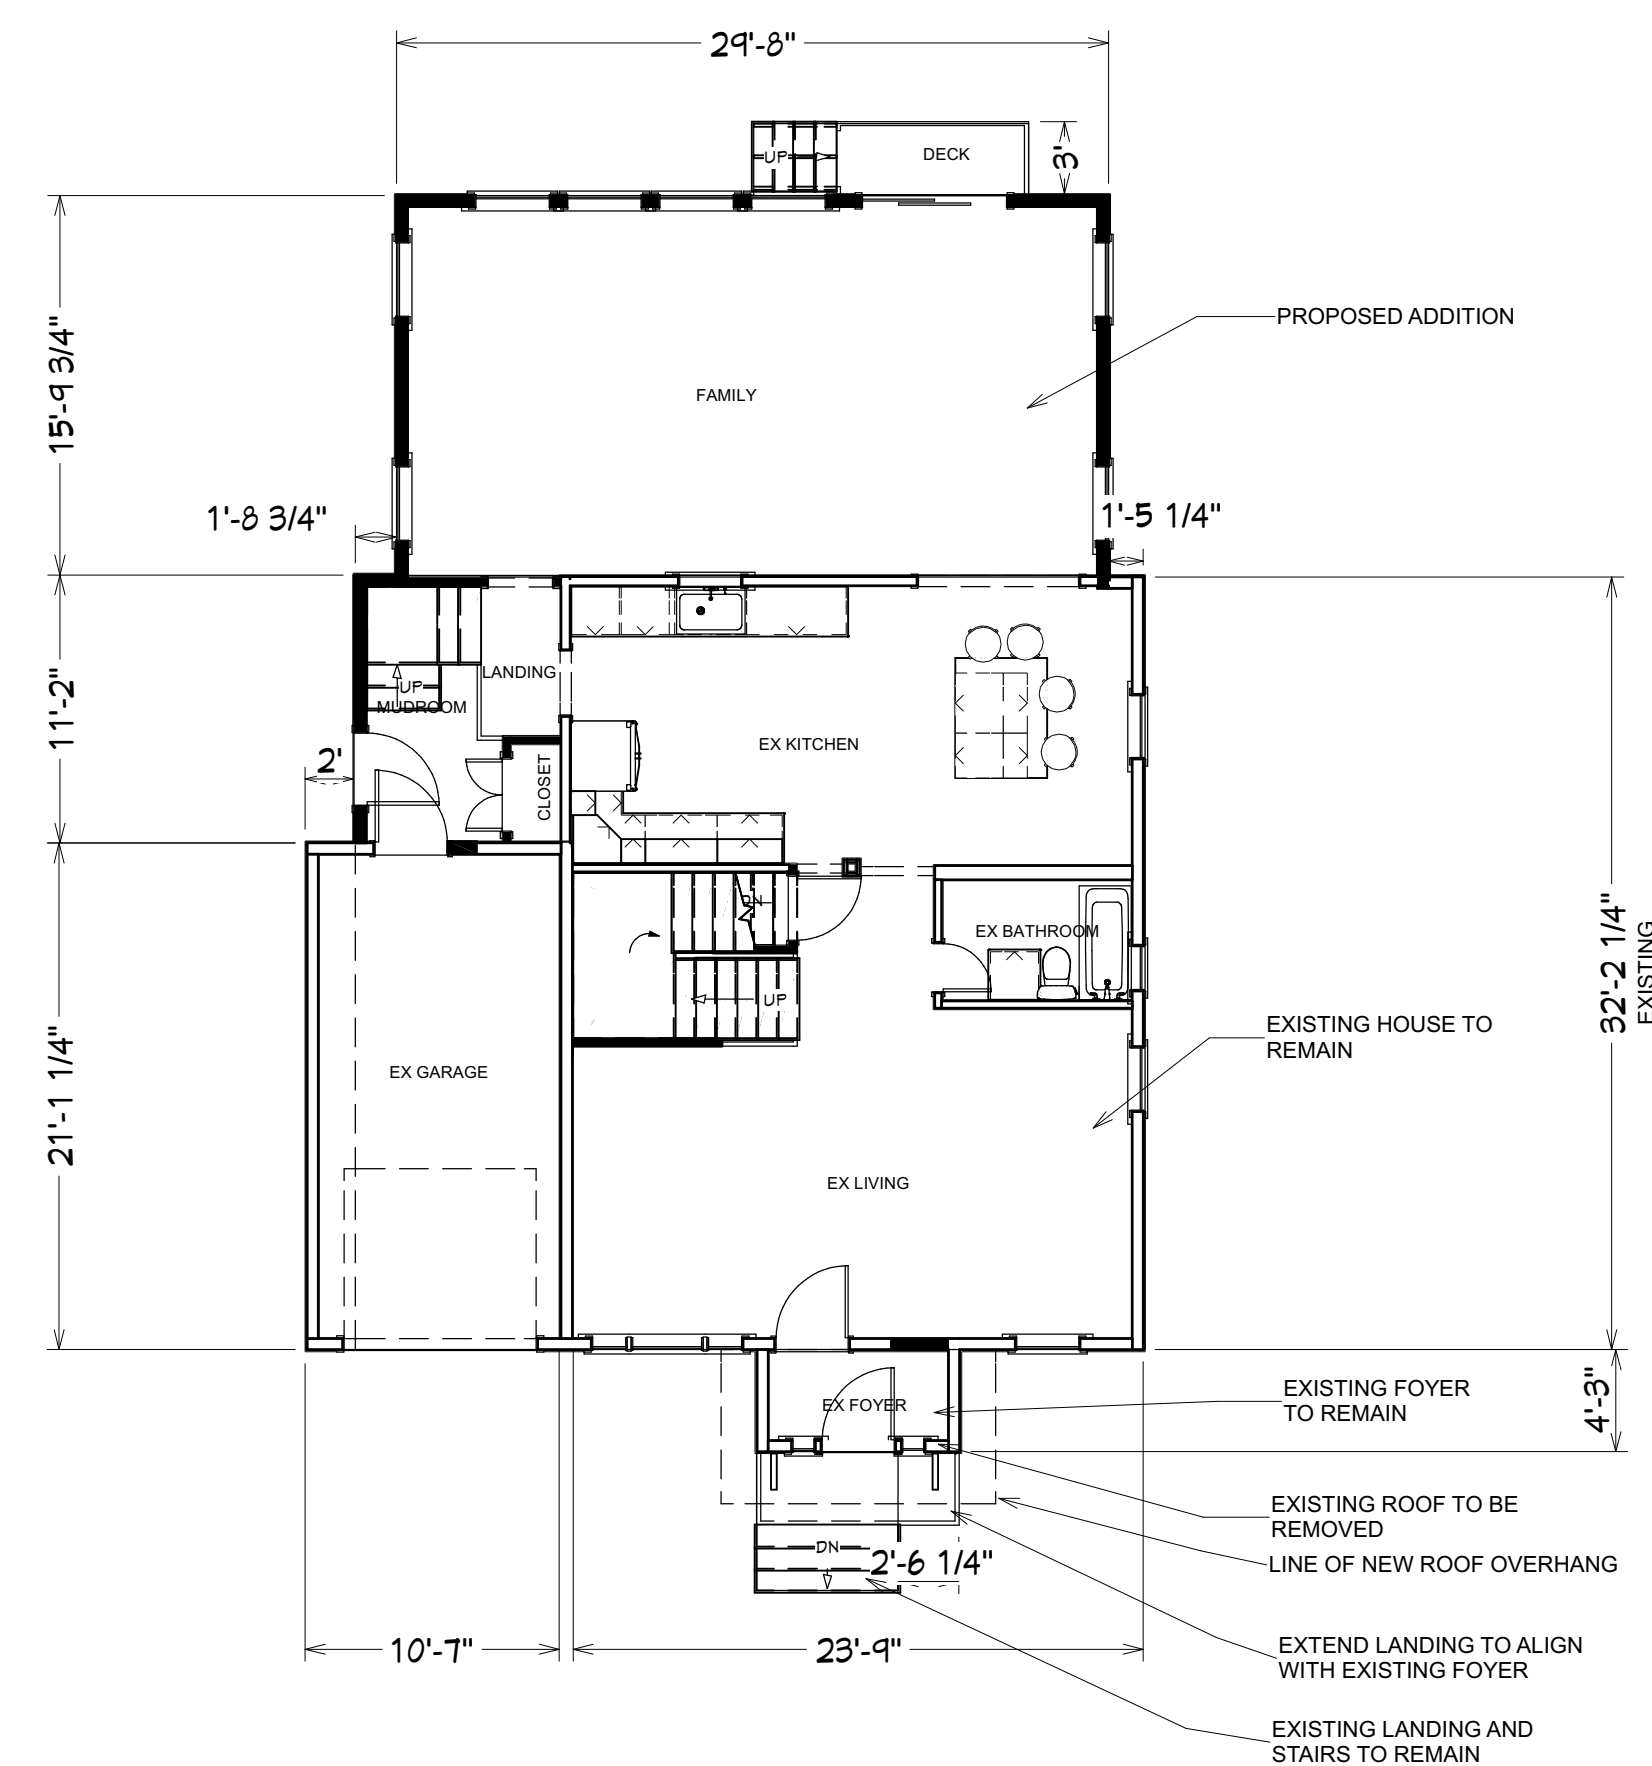 29'-8"
UP
DECK
3'
PROPOSED ADDITION
15'-9 3/4"
FAMILY
1'-8 3/4"
1'-5 1/4"
LANDING
UP
MUDROOM
11'-2"
2'
EX KITCHEN
CLOSET
DN
EX BATHROOM
32'-2 1/4"
EXISTING
UP
EXISTING HOUSE TO
REMAIN
21'-1 1/4"
EX GARAGE
EX LIVING
EXISTING FOYER
TO REMAIN
4'-3"
EX FOYER
EXISTING ROOF TO BE
REMOVED
DN
2'-6 1/4"
LINE OF NEW ROOF OVERHANG
10'-7"
23'-9"
EXTEND LANDING TO ALIGN
WITH EXISTING FOYER
EXISTING LANDING AND
STAIRS TO REMAIN